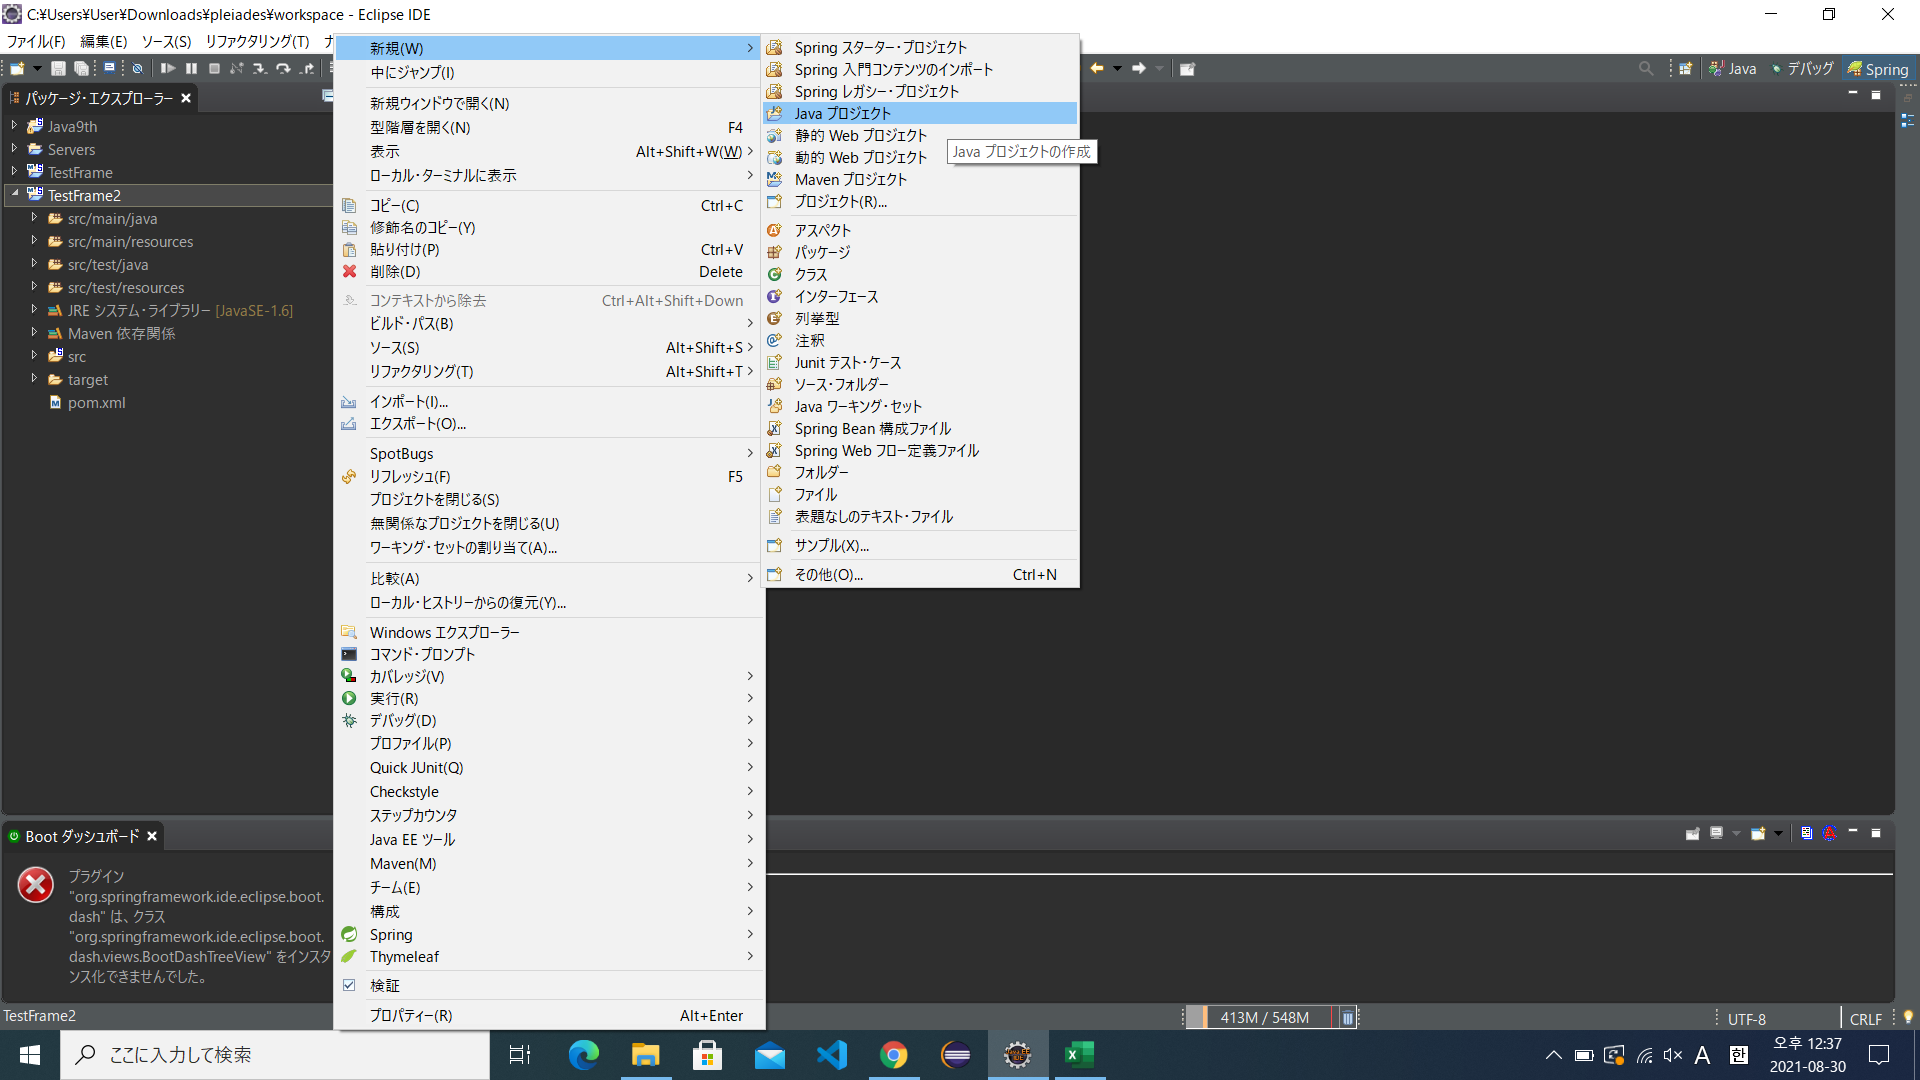 C:¥Users¥User¥Downloads¥pleiades¥workspace - Eclipse IDE
ファイル(F) 編集(E) ソース(S) リファクタリング(T)
Java デバッグ Spring
パッケージ・エクスプローラー
Java9th
Servers
TestFrame
TestFrame2
src/main/java
src/main/resources
src/test/java
src/test/resources
JRE システム・ライブラリー [JavaSE-1.6]
Maven 依存関係
src
target
pom.xml
新規(W)
中にジャンプ(I)
新規ウィンドウで開く(N)
型階層を開く(N) F4
表示 Alt+Shift+W(W)
ローカル・ターミナルに表示
コピー(C) Ctrl+C
修飾名のコピー(Y)
貼り付け(P) Ctrl+V
削除(D) Delete
コンテキストから除去 Ctrl+Alt+Shift+Down
ビルド・パス(B)
ソース(S) Alt+Shift+S
リファクタリング(T) Alt+Shift+T
インポート(I)...
エクスポート(O)...
SpotBugs
リフレッシュ(F) F5
プロジェクトを閉じる(S)
無関係なプロジェクトを閉じる(U)
ワーキング・セットの割り当て(A)...
比較(A)
ローカル・ヒストリーからの復元(Y)...
Windows エクスプローラー
コマンド・プロンプト
カバレッジ(V)
実行(R)
デバッグ(D)
プロファイル(P)
Quick JUnit(Q)
Checkstyle
ステップカウンタ
Java EE ツール
Maven(M)
チーム(E)
構成
Spring
Thymeleaf
検証
プロパティー(R) Alt+Enter
Spring スターター・プロジェクト
Spring 入門コンテンツのインポート
Spring レガシー・プロジェクト
Java プロジェクト
静的 Web プロジェクト
動的 Web プロジェクト
Maven プロジェクト
プロジェクト(R)...
アスペクト
パッケージ
クラス
インターフェース
列挙型
注釈
Junit テスト・ケース
ソース・フォルダー
Java ワーキング・セット
Spring Bean 構成ファイル
Spring Web フロー定義ファイル
フォルダー
ファイル
表題なしのテキスト・ファイル
サンプル(X)...
その他(O)... Ctrl+N
Java プロジェクトの作成
Boot ダッシュボード
プラグイン
"org.springframework.ide.eclipse.boot.
dash" は、クラス
"org.springframework.ide.eclipse.boot.
dash.views.BootDashTreeView" をインスタ
ンス化できませんでした。
TestFrame2
413M / 548M
UTF-8
CRLF
ここに入力して検索
A
한
오후 12:37
2021-08-30